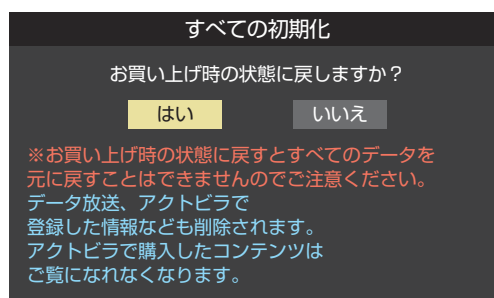 すべての初期化
お買い上げ時の状態に戻しますか？
はい
いいえ
※お買い上げ時の状態に戻すとすべてのデータを
元に戻すことはできませんのでご注意ください。
データ放送、アクトビラで
登録した情報なども削除されます。
アクトビラで購入したコンテンツは
ご覧になれなくなります。